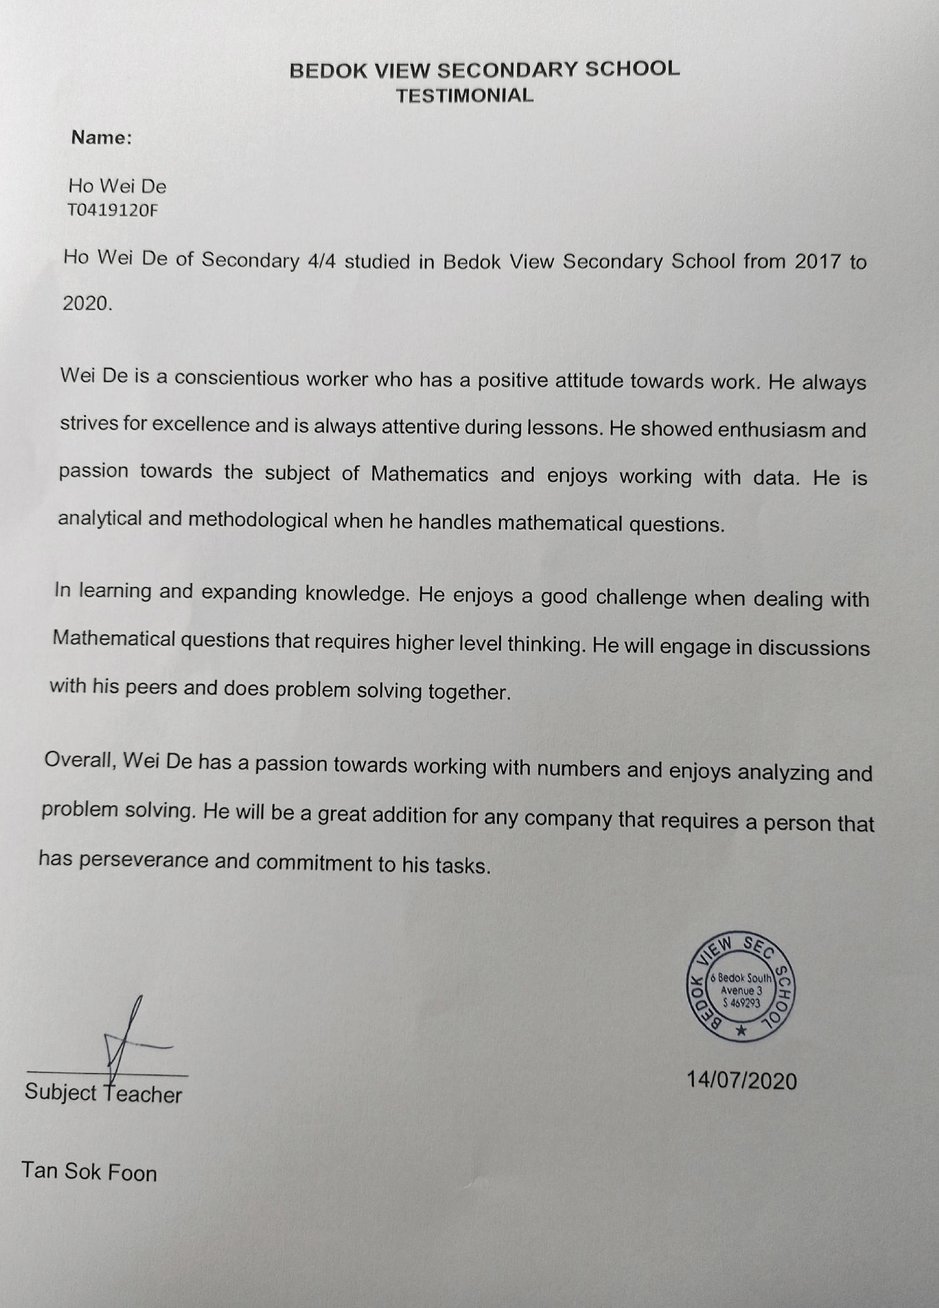 BEDOK VIEW SECONDARY SCHOOL
TESTIMONIAL
Name:
Ho Wei De
T0419120F
Ho Wei De of Secondary 4/4 studied in Bedok View Secondary School from 2017 to
2020.
Wei De is a conscientious worker who has a positive attitude towards work. He always
strives for excellence and is always attentive during lessons. He showed enthusiasm and
passion towards the subject of Mathematics and enjoys working with data. He is
analytical and methodological when he handles mathematical questions.
In learning and expanding knowledge. He enjoys a good challenge when dealing with
Mathematical questions that requires higher level thinking. He will engage in discussions
with his peers and does problem solving together.
Overall, Wei De has a passion towards working with numbers and enjoys analyzing and
problem solving. He will be a great addition for any company that requires a person that
has perseverance and commitment to his tasks.
BEDOK VIEW SEC SCHOOL
6 Bedok South
Avenue 3
S 469293
14/07/2020
Subject Teacher
Tan Sok Foon